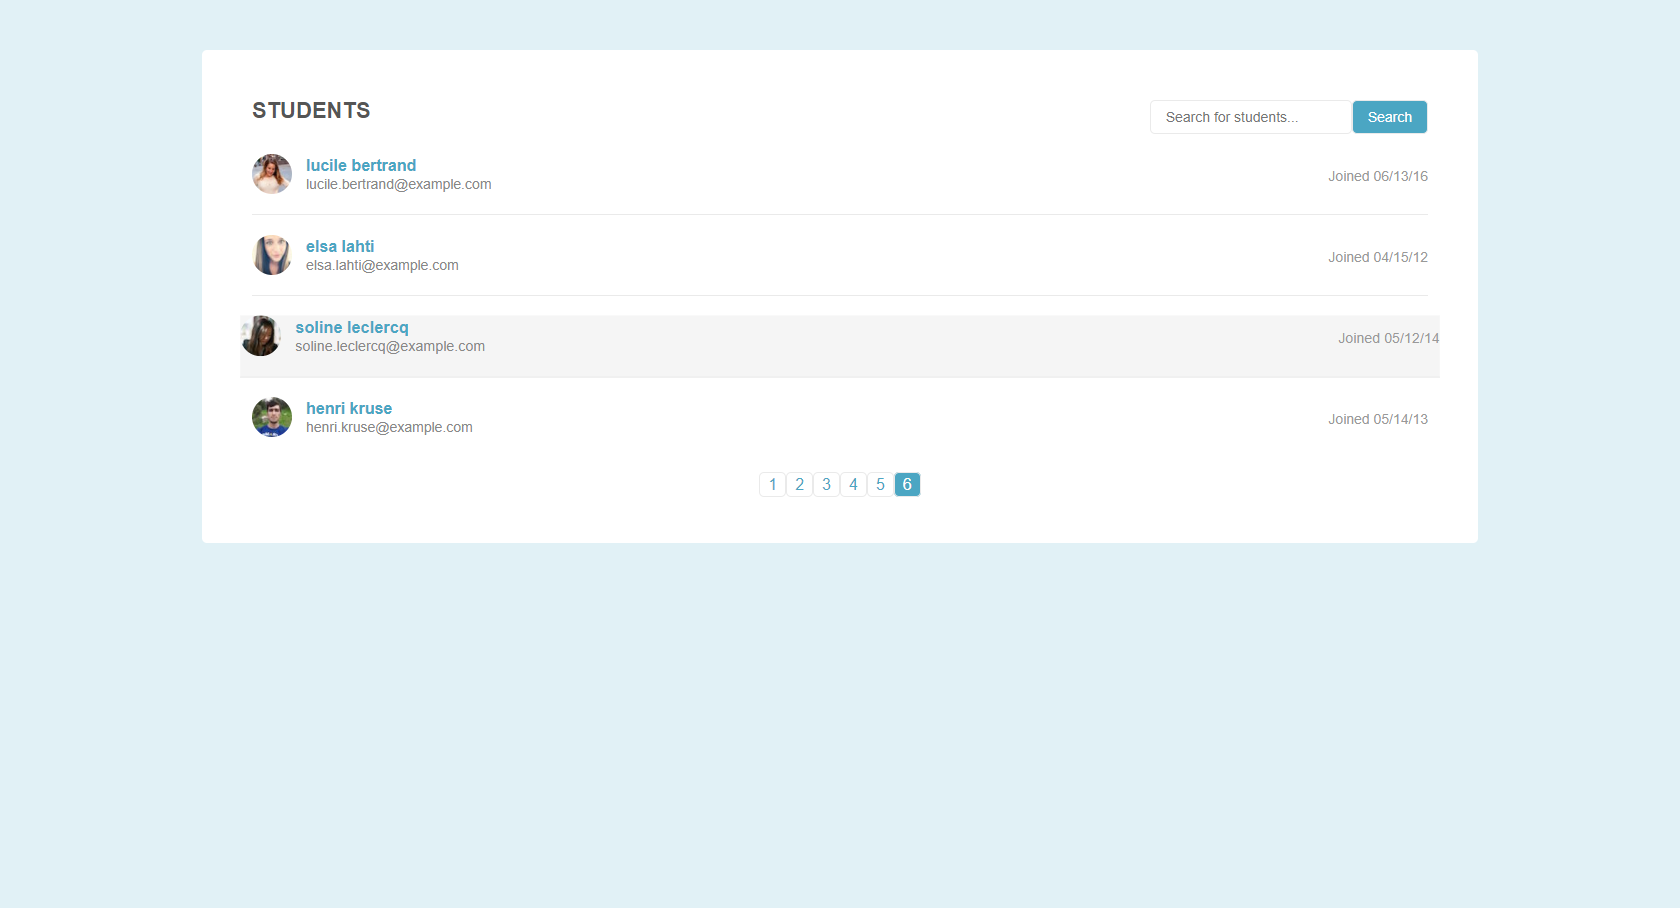 STUDENTS
Search for students...
Search
lucile bertrand
lucile.bertrand@example.com
Joined 06/13/16
elsa lahti
elsa.lahti@example.com
Joined 04/15/12
soline leclercq
soline.leclercq@example.com
Joined 05/12/14
henri kruse
henri.kruse@example.com
Joined 05/14/13
1 2 3 4 5 6